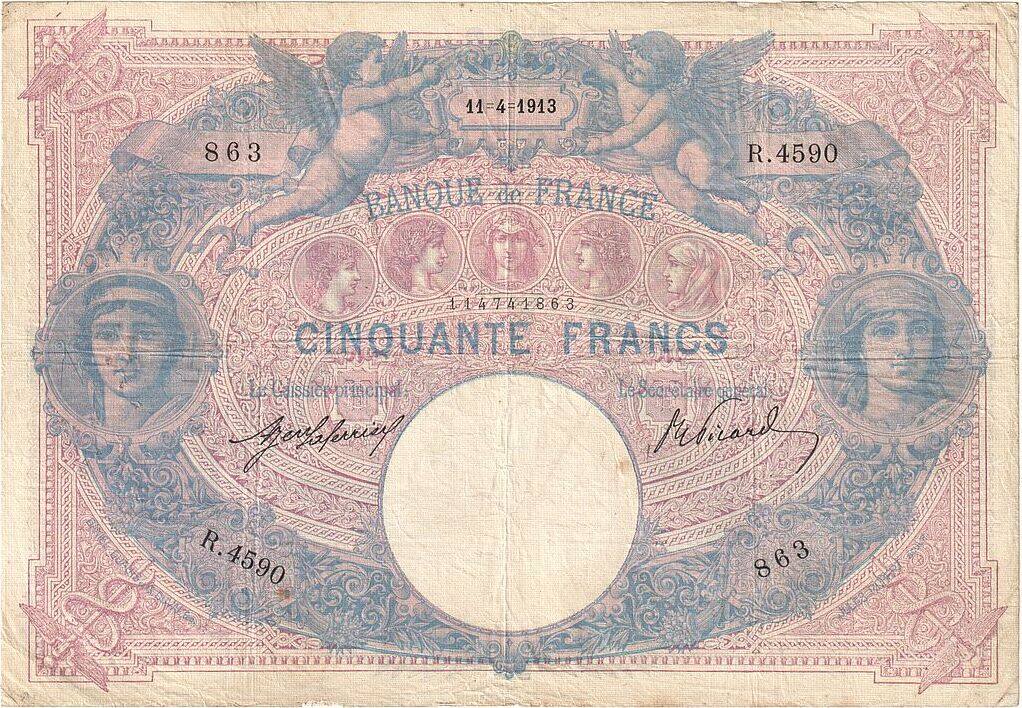 11=4=1913
863
R.4590
BANQUE de FRANCE
114741863
CINQUANTE FRANCS
Le Caissier principal,
Le Secrétaire général,
R.4590
863